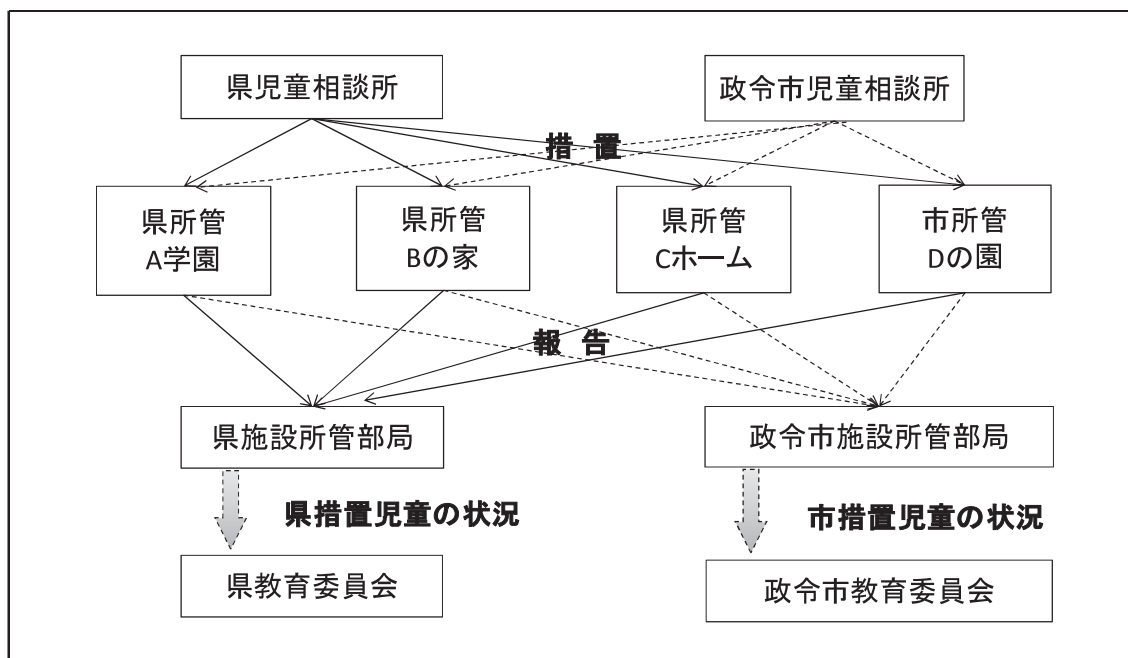 県児童相談所
政令市児童相談所
措 置
県所管
A学園
県所管
Bの家
県所管
Cホーム
市所管
Dの園
報 告
県施設所管部局
政令市施設所管部局
県措置児童の状況
市措置児童の状況
県教育委員会
政令市教育委員会